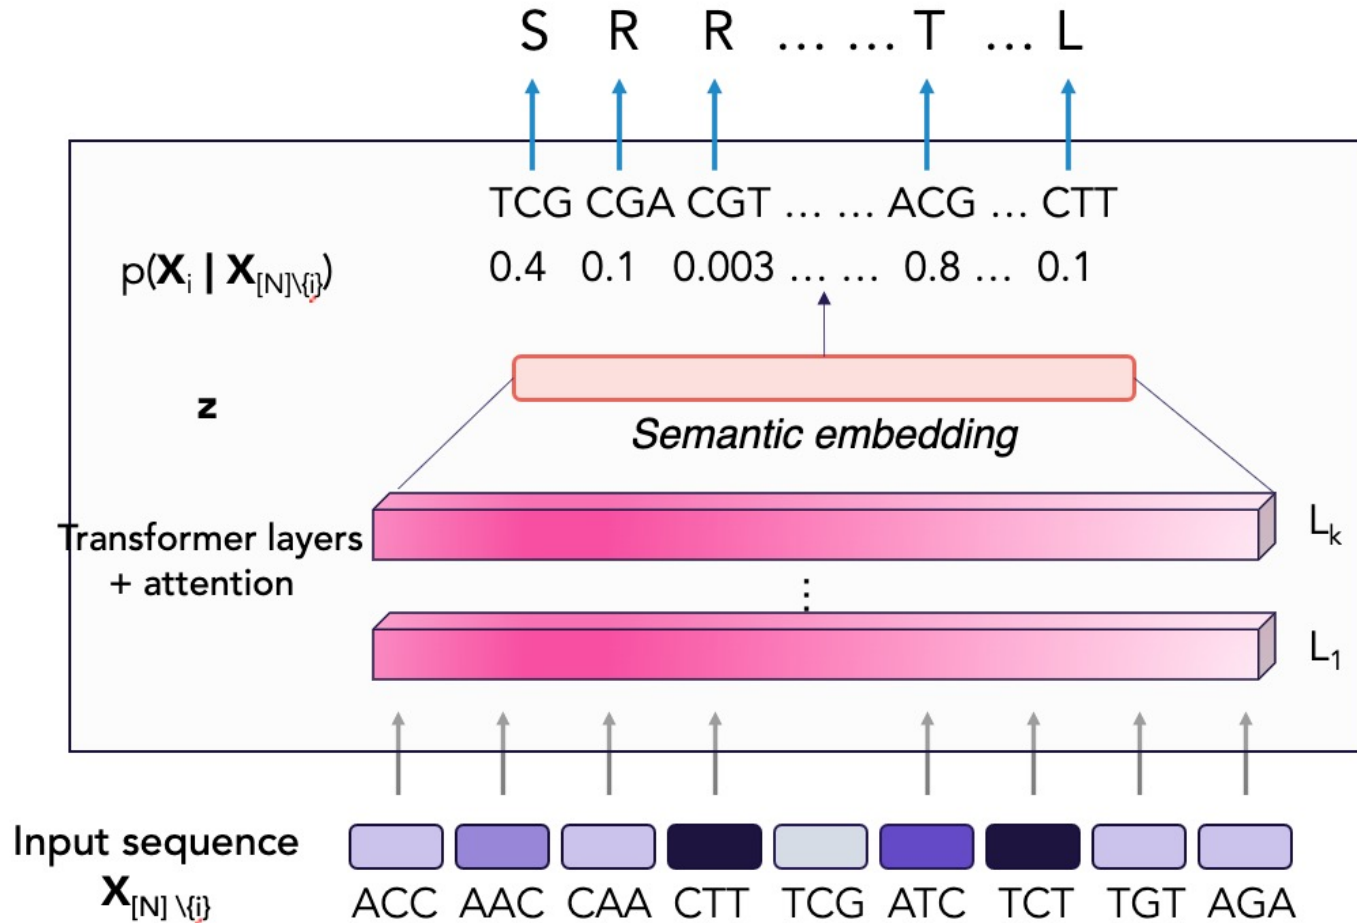 S R R ... ... T ... L
TCG CGA CGT ... ... ACG ... CTT
p(X_i | X_[N]\{i}) 0.4 0.1 0.003 ... ... 0.8 ... 0.1
z
Semantic embedding
L_k
Transformer layers
+ attention
⋮
L_1
Input sequence
X_[N] \{i}
ACC AAC CAA CTT TCG ATC TCT TGT AGA